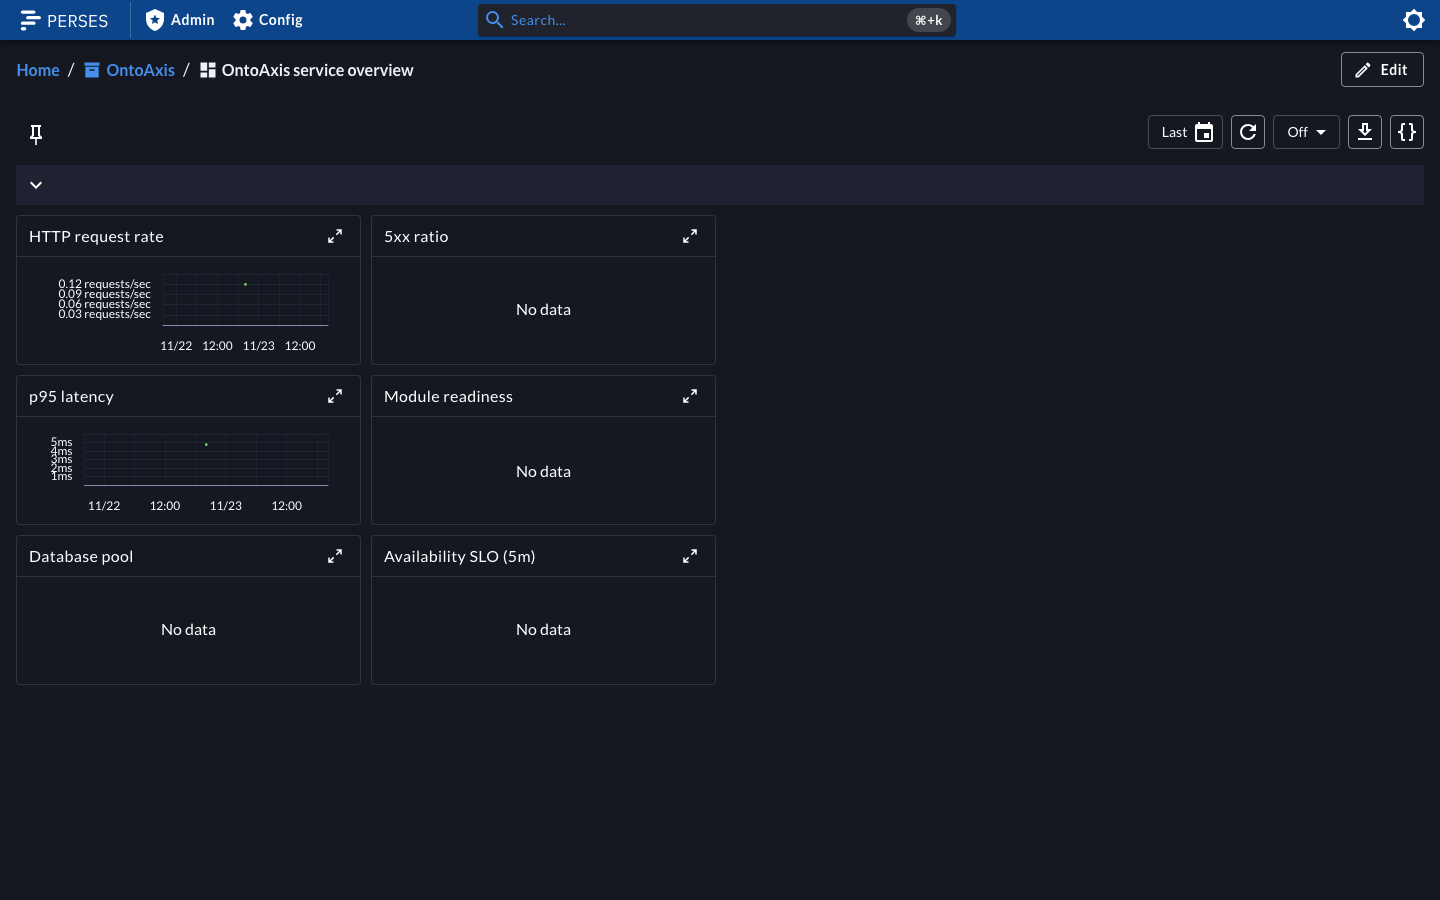 PERSES Admin Config Search... ⌘+k
Home / OntoAxis / OntoAxis service overview Edit
Last Off {}
HTTP request rate
0.12 requests/sec
0.09 requests/sec
0.06 requests/sec
0.03 requests/sec
11/22 12:00 11/23 12:00
5xx ratio
No data
p95 latency
5ms
4ms
3ms
2ms
1ms
11/22 12:00 11/23 12:00
Module readiness
No data
Database pool
No data
Availability SLO (5m)
No data